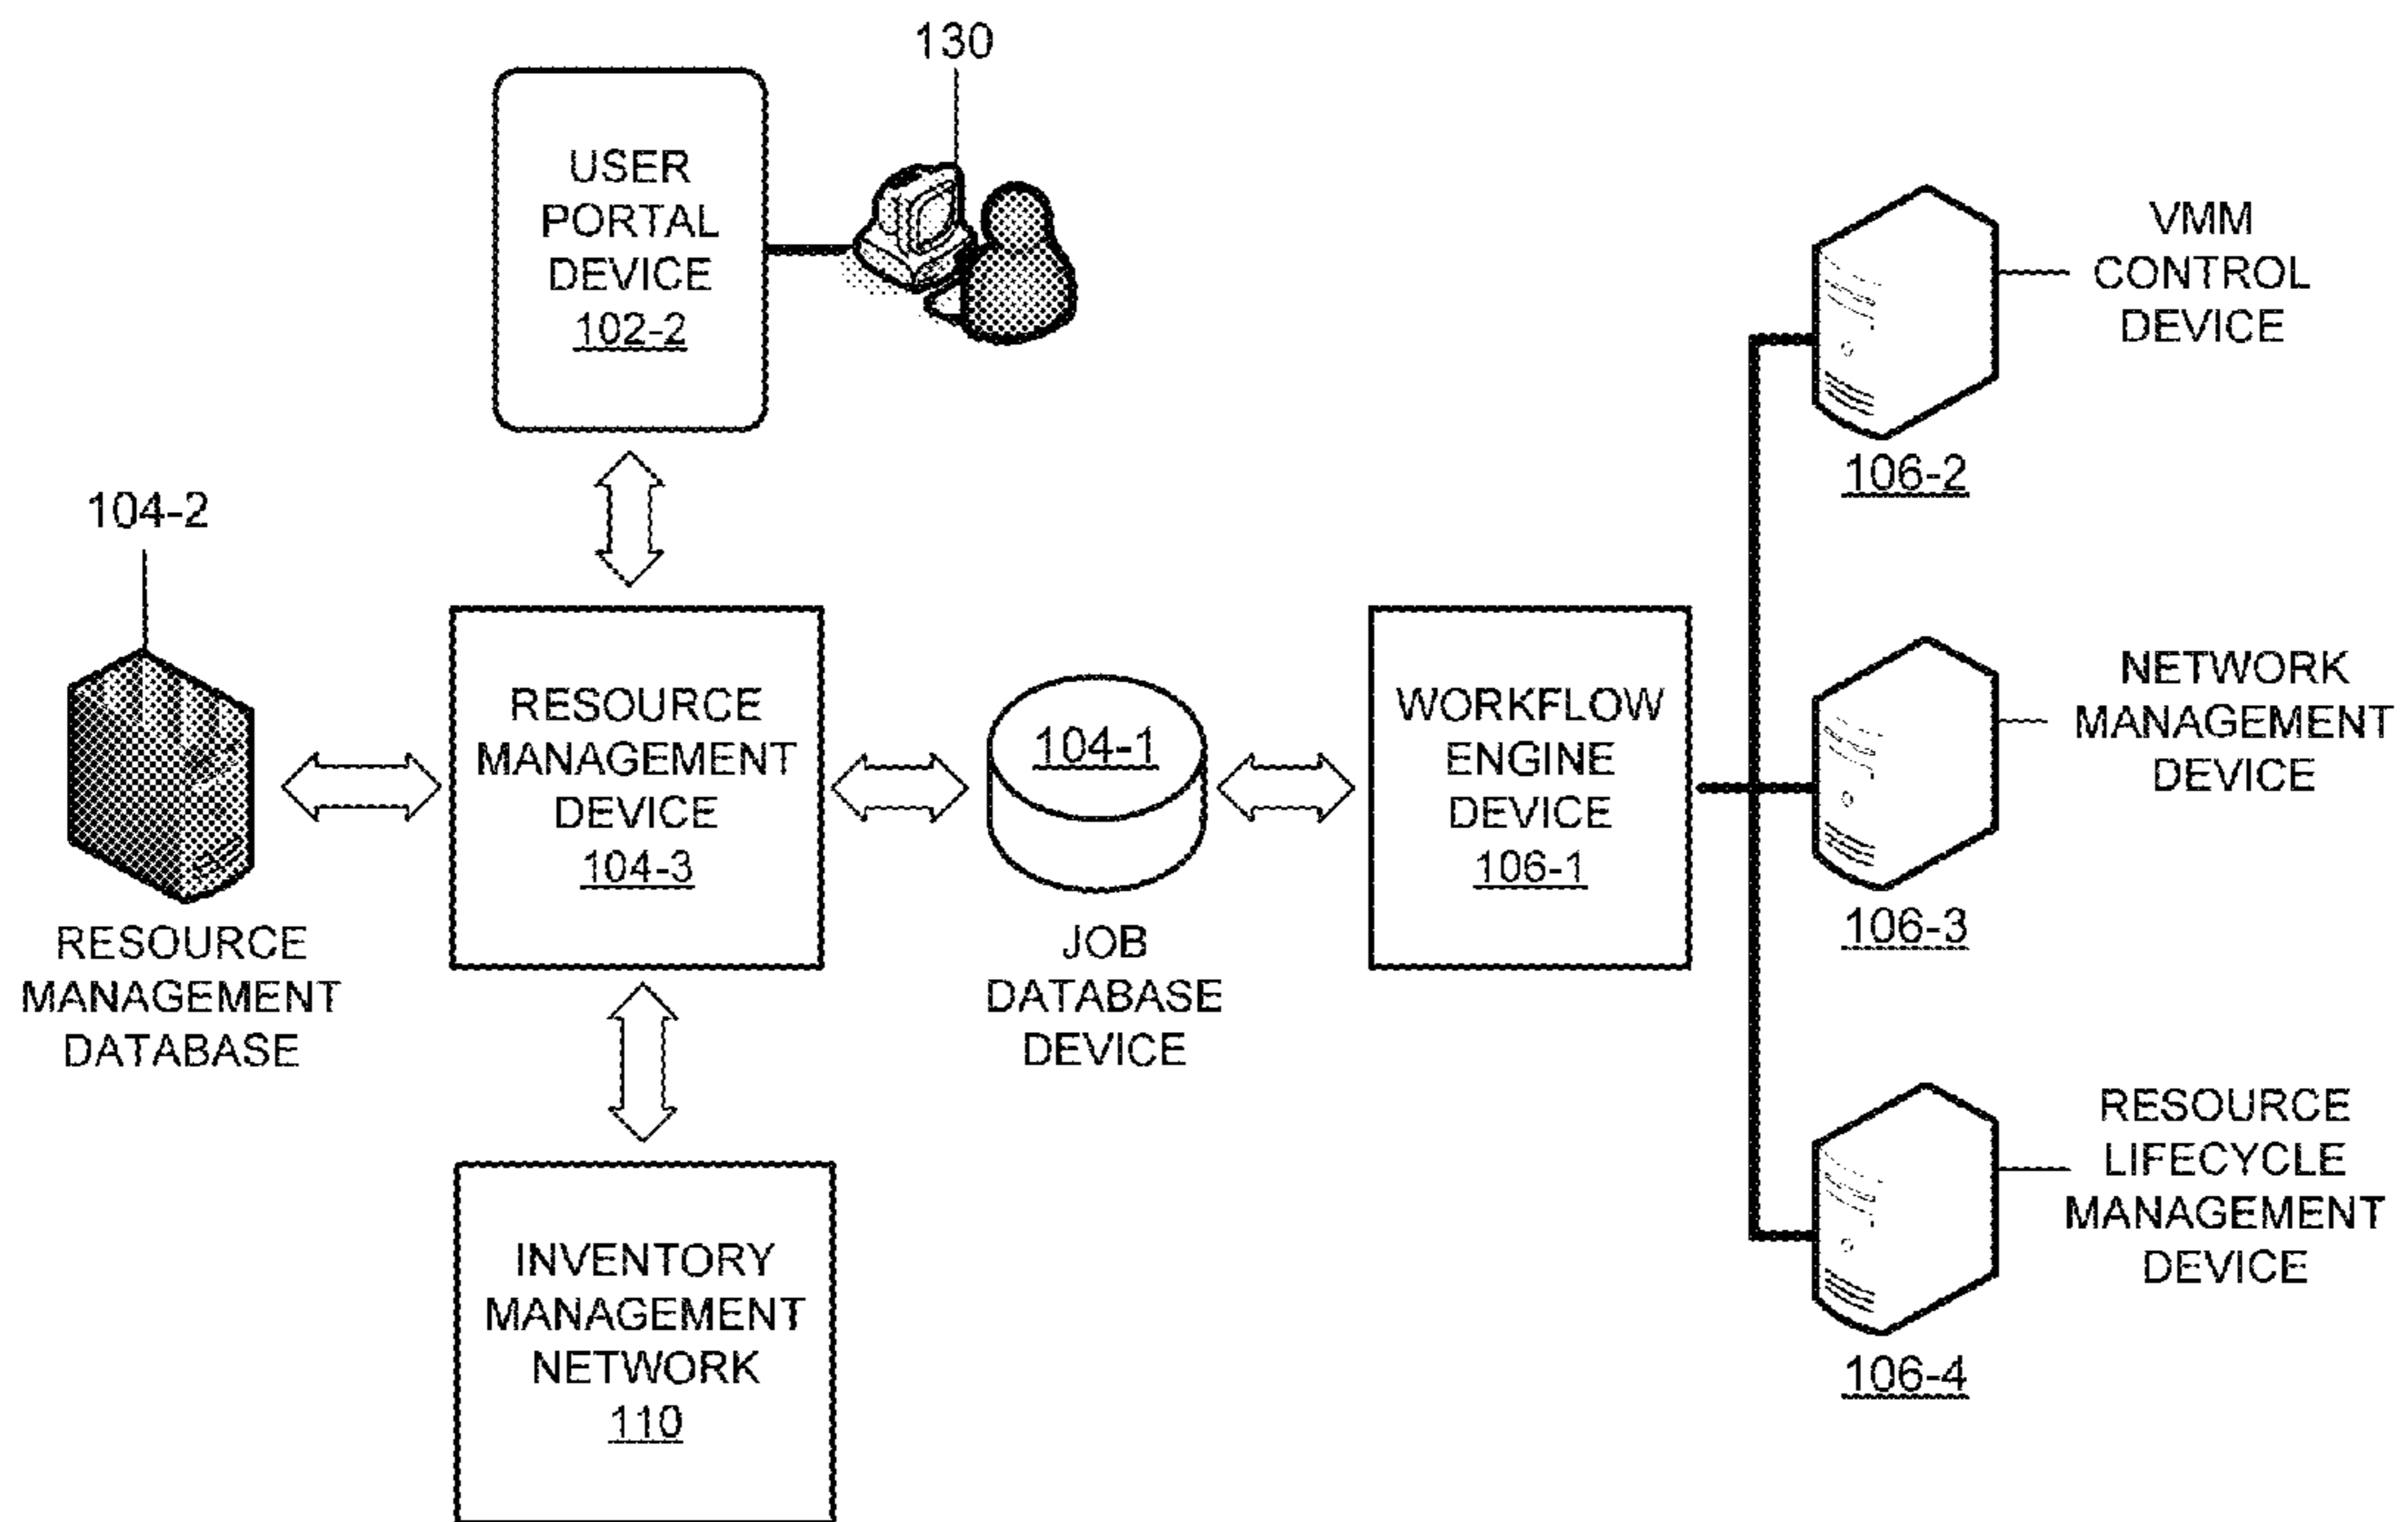 130
USER
PORTAL
DEVICE
102-2
VMM
CONTROL
DEVICE
106-2
104-2
RESOURCE
MANAGEMENT
DATABASE
RESOURCE
MANAGEMENT
DEVICE
104-3
104-1
JOB
DATABASE
DEVICE
WORKFLOW
ENGINE
DEVICE
106-1
NETWORK
MANAGEMENT
DEVICE
106-3
INVENTORY
MANAGEMENT
NETWORK
110
RESOURCE
LIFECYCLE
MANAGEMENT
DEVICE
106-4